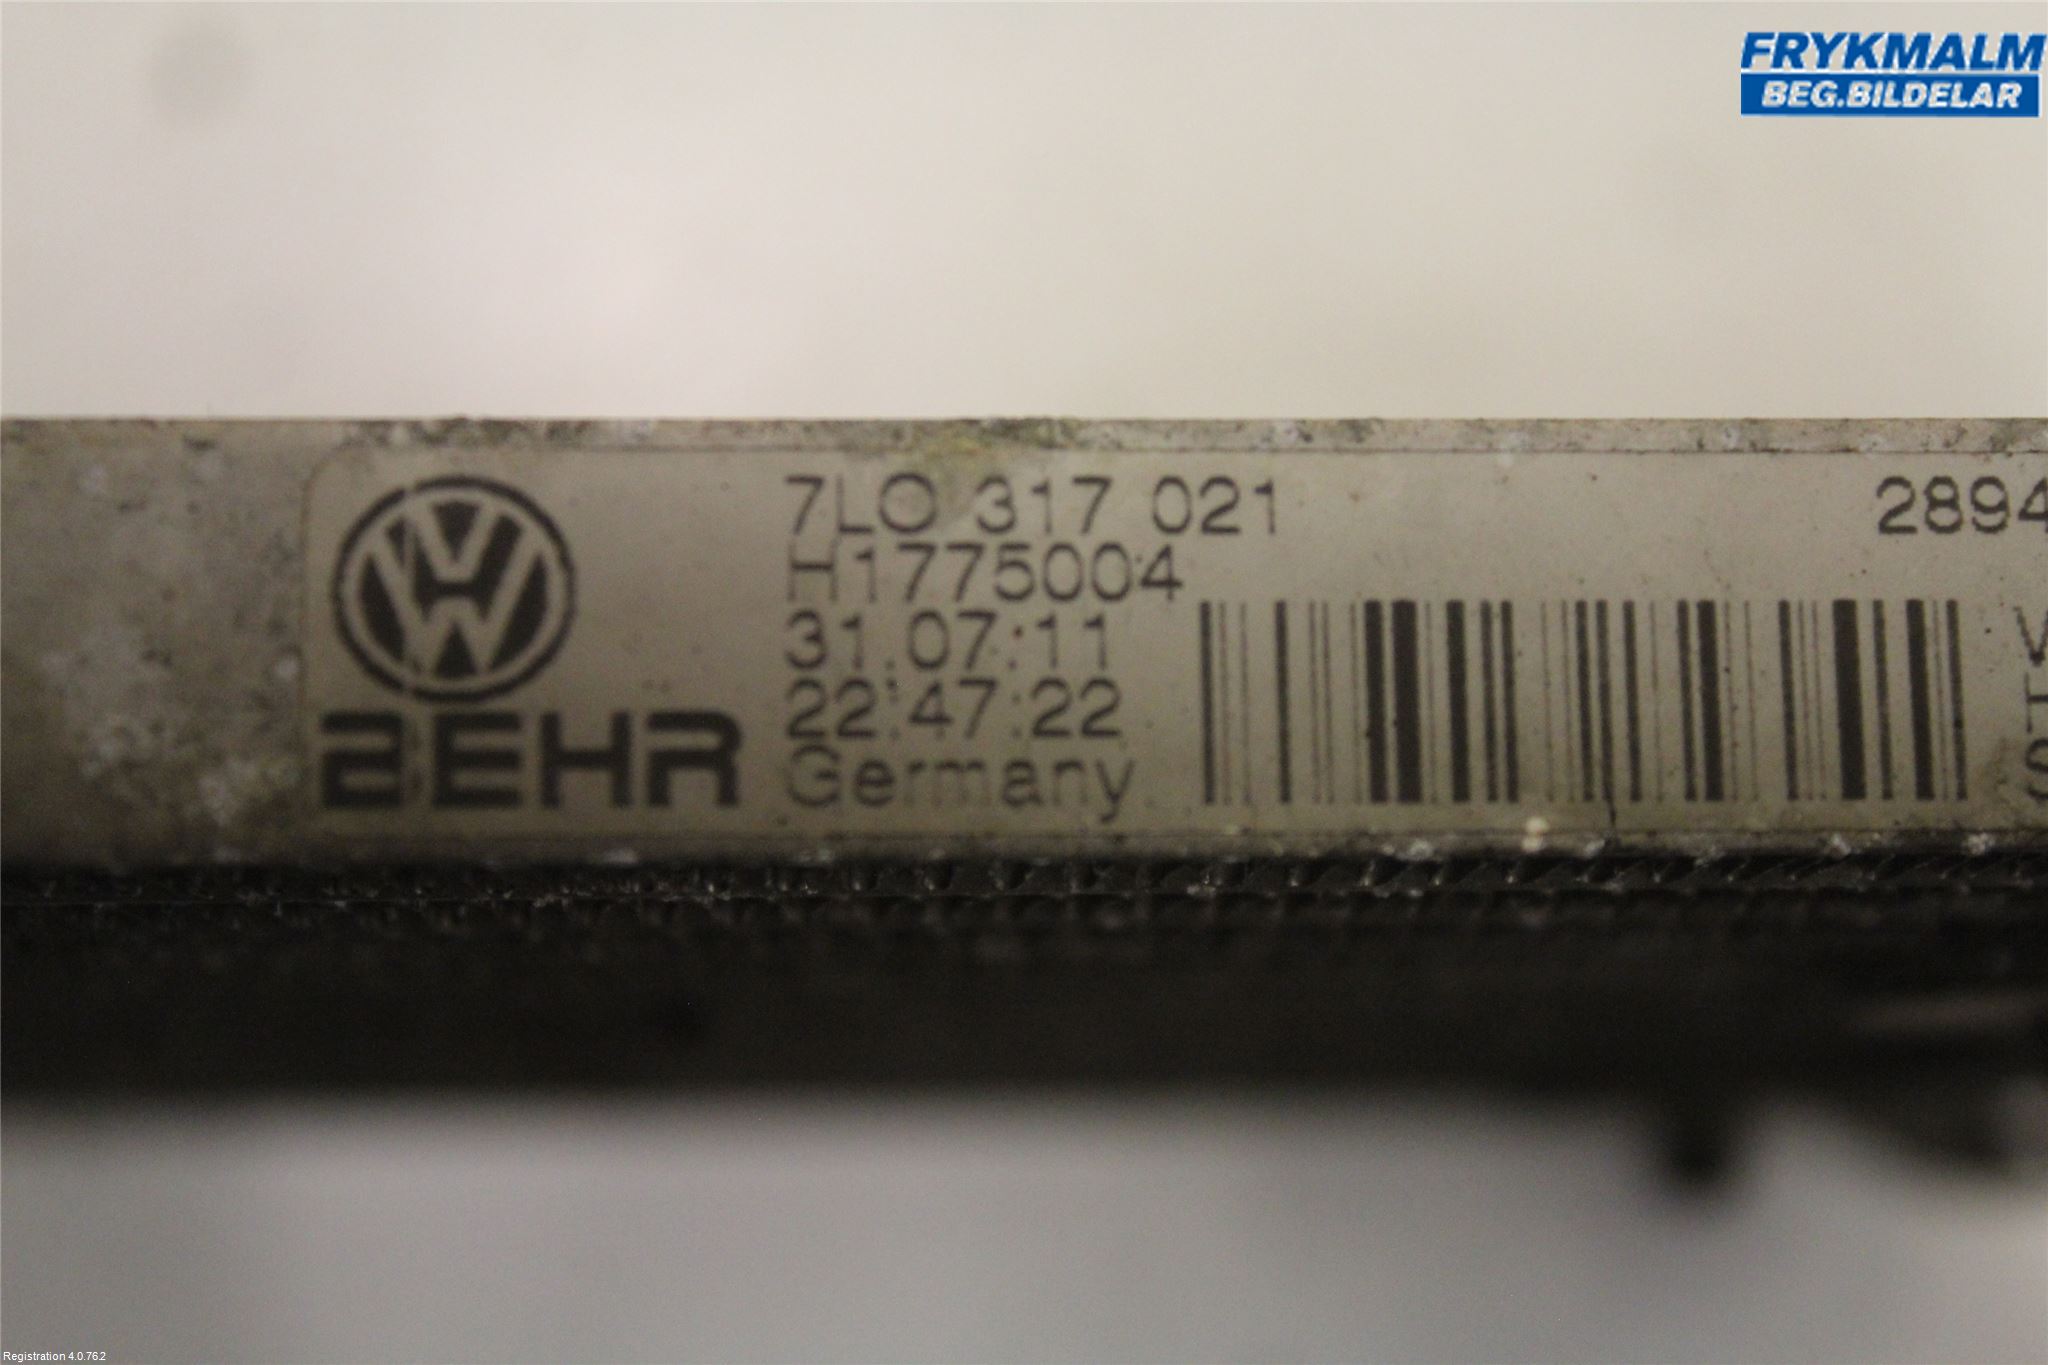 FRYKMALM
BEG.BILDELAR
7L0 317 021
2894
H1775004
31.07.11
22:47:22
BEHR
Germany
Registration 4.0.762